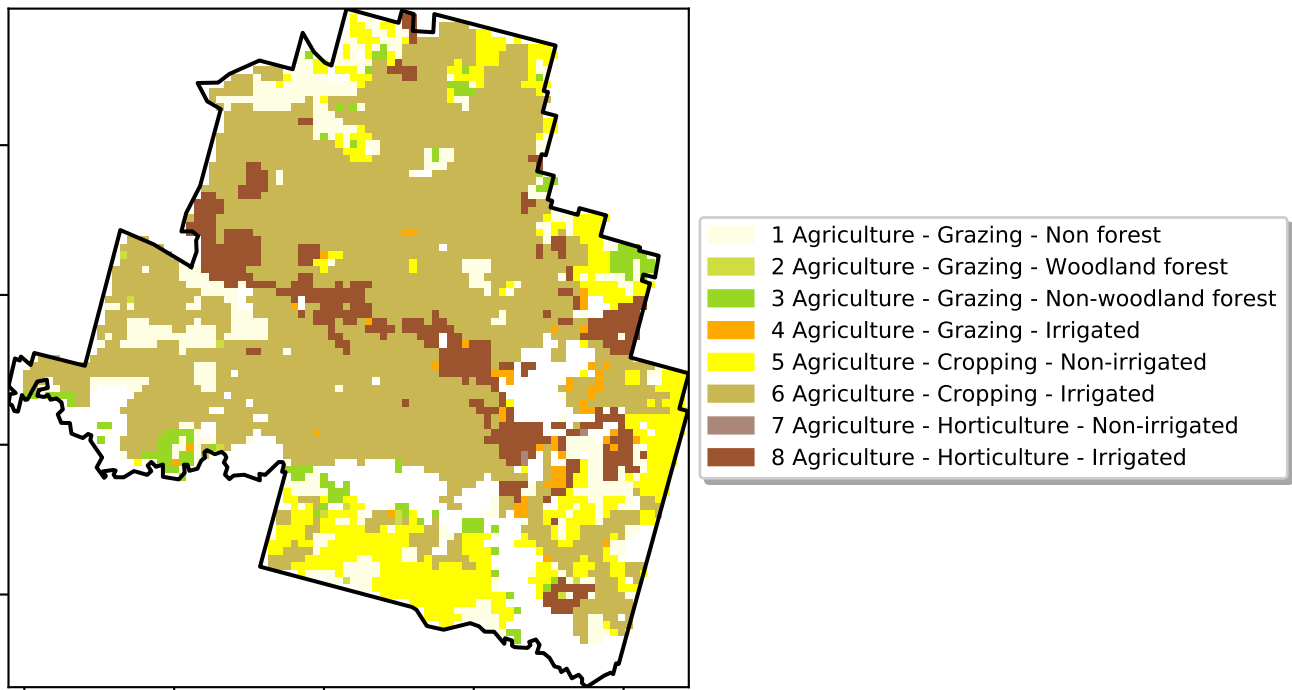 1 Agriculture - Grazing - Non forest
2 Agriculture - Grazing - Woodland forest
3 Agriculture - Grazing - Non-woodland forest
4 Agriculture - Grazing - Irrigated
5 Agriculture - Cropping - Non-irrigated
6 Agriculture - Cropping - Irrigated
7 Agriculture - Horticulture - Non-irrigated
8 Agriculture - Horticulture - Irrigated